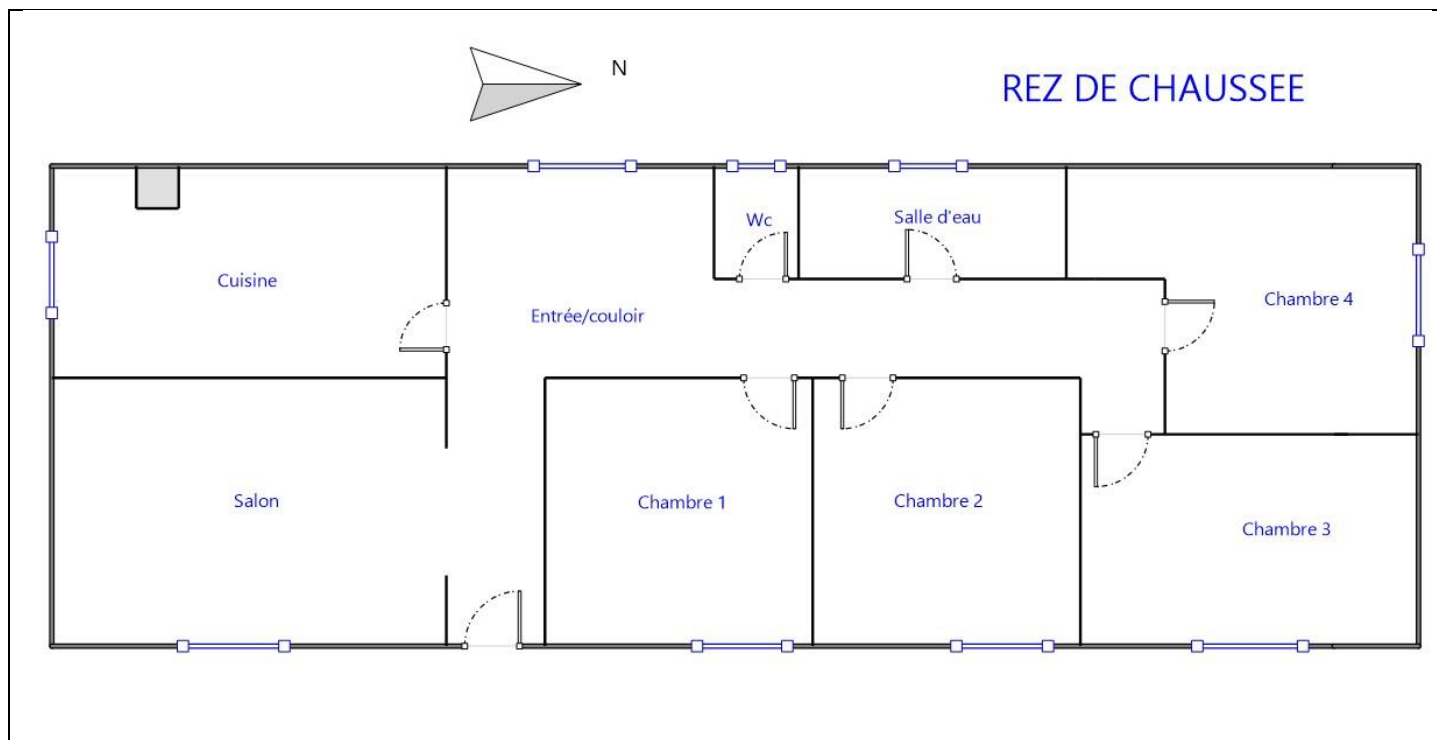 N
REZ DE CHAUSSEE
Wc
Salle d'eau
Cuisine
Entrée/couloir
Chambre 4
Salon
Chambre 1
Chambre 2
Chambre 3